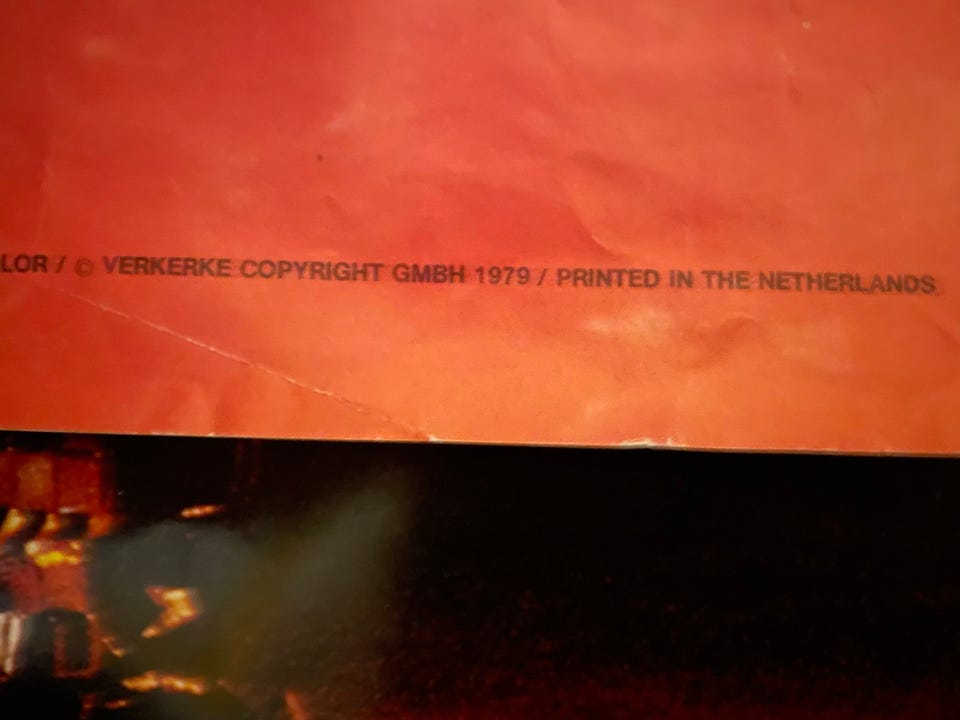 LOR / © VERKERKE COPYRIGHT GMBH 1979 / PRINTED IN THE NETHERLANDS